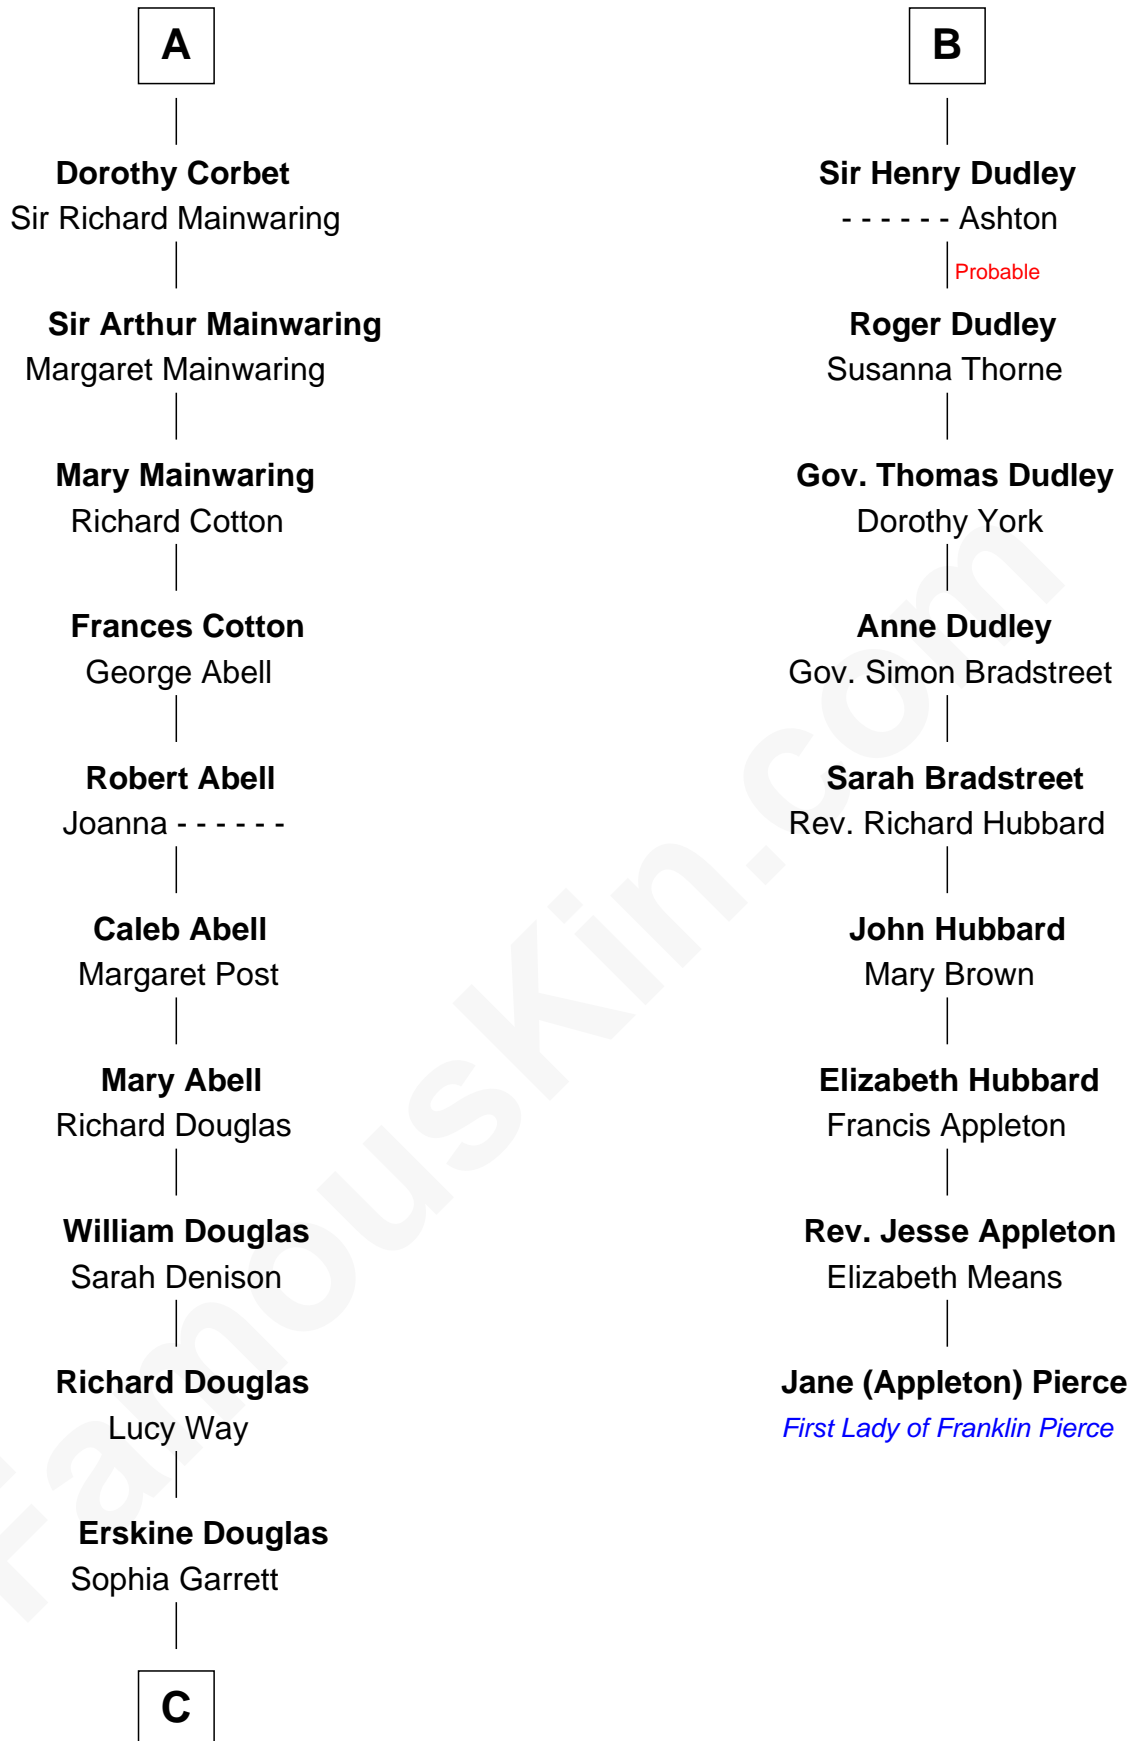 A
Dorothy Corbet
Sir Richard Mainwaring
Sir Arthur Mainwaring
Margaret Mainwaring
Mary Mainwaring
Richard Cotton
Frances Cotton
George Abell
Robert Abell
Joanna - - - - - -
Caleb Abell
Margaret Post
Mary Abell
Richard Douglas
William Douglas
Sarah Denison
Richard Douglas
Lucy Way
Erskine Douglas
Sophia Garrett
C
B
Sir Henry Dudley
- - - - - - Ashton
Probable
Roger Dudley
Susanna Thorne
Gov. Thomas Dudley
Dorothy York
Anne Dudley
Gov. Simon Bradstreet
Sarah Bradstreet
Rev. Richard Hubbard
John Hubbard
Mary Brown
Elizabeth Hubbard
Francis Appleton
Rev. Jesse Appleton
Elizabeth Means
Jane (Appleton) Pierce
First Lady of Franklin Pierce
FamousKin.com